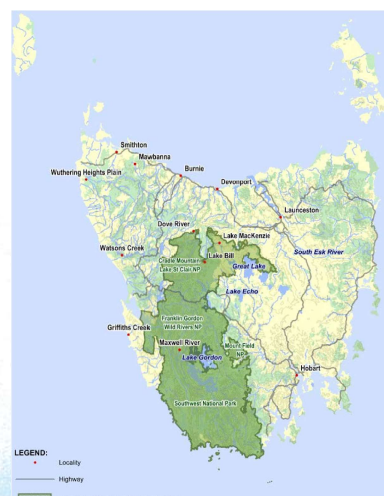 Smithton
Mawbanna
Wuthering Heights Plain
Burnie
Devonport
Launceston
Dove River
Lake MacKenzie
Watsons Creek
Lake Bill
South Esk River
Cradle Mountain
Lake St Clair NP
Great Lake
Lake Echo
Griffiths Creek
Franklin Gordon
Wild Rivers NP
Maxwell River
Lake Gordon
Mount Field
NP
Hobart
Southwest National Park
LEGEND:
Locality
Highway